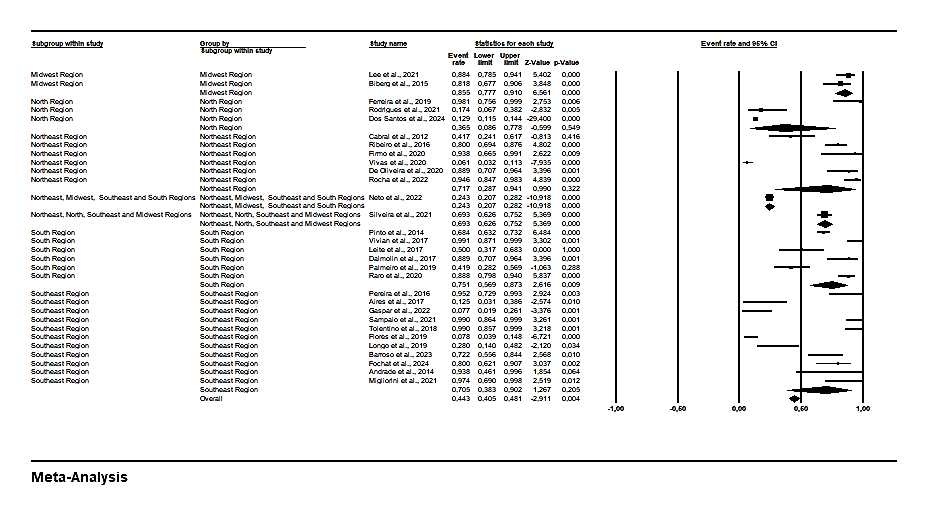 Subgroup within study Group by Study name Statistics for each study Event rate and 95% CI
Subgroup within study
Event Lower Upper
rate limit limit Z-Value p-Value
Midwest Region Midwest Region Lee et al., 2021 0,884 0,785 0,941 5,402 0,000
Midwest Region Midwest Region Biberg et al., 2015 0,818 0,677 0,906 3,848 0,000
Midwest Region 0,855 0,777 0,910 6,561 0,000
North Region North Region Ferreira et al., 2019 0,981 0,756 0,999 2,753 0,006
North Region North Region Rodrigues et al., 2021 0,174 0,067 0,382 -2,832 0,005
North Region North Region Dos Santos et al., 2024 0,129 0,115 0,144 -29,400 0,000
North Region 0,365 0,086 0,778 -0,599 0,549
Northeast Region Northeast Region Cabral et al., 2012 0,417 0,241 0,617 -0,813 0,416
Northeast Region Northeast Region Ribeiro et al., 2016 0,800 0,694 0,876 4,802 0,000
Northeast Region Northeast Region Firmo et al., 2020 0,938 0,665 0,991 2,622 0,009
Northeast Region Northeast Region Vivas et al., 2020 0,061 0,032 0,113 -7,935 0,000
Northeast Region Northeast Region De Oliveira et al., 2020 0,889 0,707 0,964 3,396 0,001
Northeast Region Northeast Region Rocha et al., 2022 0,946 0,847 0,983 4,839 0,000
Northeast Region 0,717 0,287 0,941 0,990 0,322
Northeast, Midwest, Southeast and South Regions Northeast, Midwest, Southeast and South Regions Neto et al., 2022 0,243 0,207 0,282 -10,918 0,000
Northeast, Midwest, Southeast and South Regions 0,243 0,207 0,282 -10,918 0,000
Northeast, North, Southeast and Midwest Regions Northeast, North, Southeast and Midwest Regions Silveira et al., 2021 0,693 0,626 0,752 5,369 0,000
Northeast, North, Southeast and Midwest Regions 0,693 0,626 0,752 5,369 0,000
South Region South Region Pinto et al., 2014 0,684 0,632 0,732 6,484 0,000
South Region South Region Vivian et al., 2017 0,991 0,871 0,999 3,302 0,001
South Region South Region Leite et al., 2017 0,500 0,317 0,683 0,000 1,000
South Region South Region Dalmolin et al., 2017 0,889 0,707 0,964 3,396 0,001
South Region South Region Palmeiro et al., 2019 0,419 0,282 0,569 -1,063 0,288
South Region South Region Raro et al., 2020 0,888 0,798 0,940 5,837 0,000
South Region 0,751 0,569 0,873 2,616 0,009
Southeast Region Southeast Region Pereira et al., 2016 0,952 0,729 0,993 2,924 0,003
Southeast Region Southeast Region Aires et al., 2017 0,125 0,031 0,386 -2,574 0,010
Southeast Region Southeast Region Gaspar et al., 2022 0,077 0,019 0,261 -3,376 0,001
Southeast Region Southeast Region Sampaio et al., 2021 0,990 0,864 0,999 3,261 0,001
Southeast Region Southeast Region Tolentino et al., 2018 0,990 0,857 0,999 3,218 0,001
Southeast Region Southeast Region Flores et al., 2019 0,078 0,039 0,148 -6,721 0,000
Southeast Region Southeast Region Longo et al., 2019 0,280 0,140 0,482 -2,120 0,034
Southeast Region Southeast Region Barroso et al., 2023 0,722 0,556 0,844 2,568 0,010
Southeast Region Southeast Region Fochat et al., 2024 0,800 0,621 0,907 3,037 0,002
Southeast Region Southeast Region Andrade et al., 2014 0,938 0,461 0,996 1,854 0,064
Southeast Region Southeast Region Migliorini et al., 2021 0,974 0,690 0,998 2,519 0,012
Southeast Region 0,705 0,383 0,902 1,267 0,205
Overall 0,443 0,405 0,481 -2,911 0,004
-1,00 -0,50 0,00 0,50 1,00
Meta-Analysis